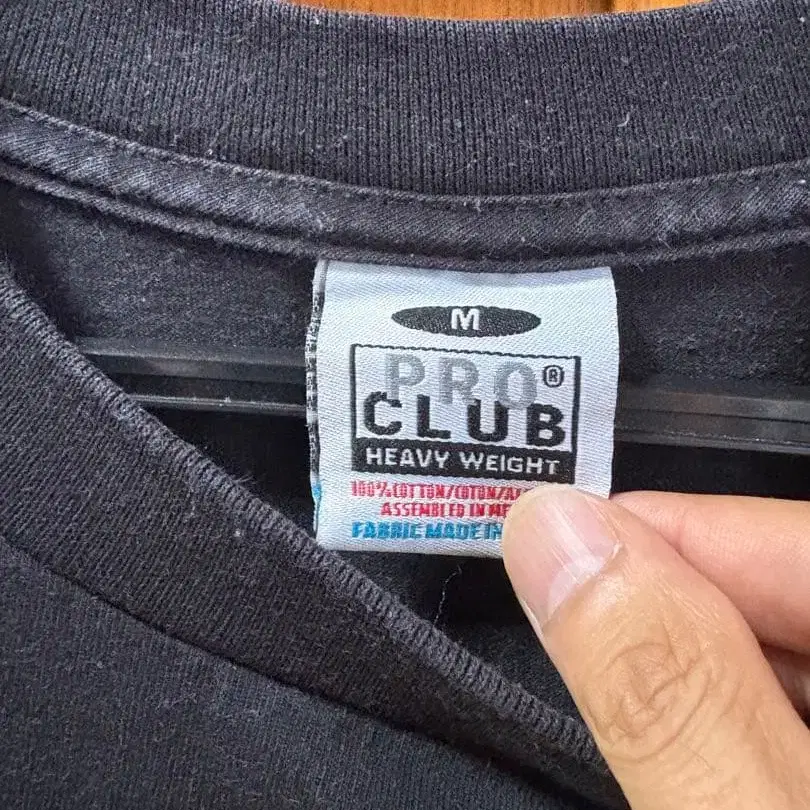 M
PRO®
CLUB
HEAVY WEIGHT
100%COTTON/COTON/
ASSEMBLED IN
FABRIC MADE IN